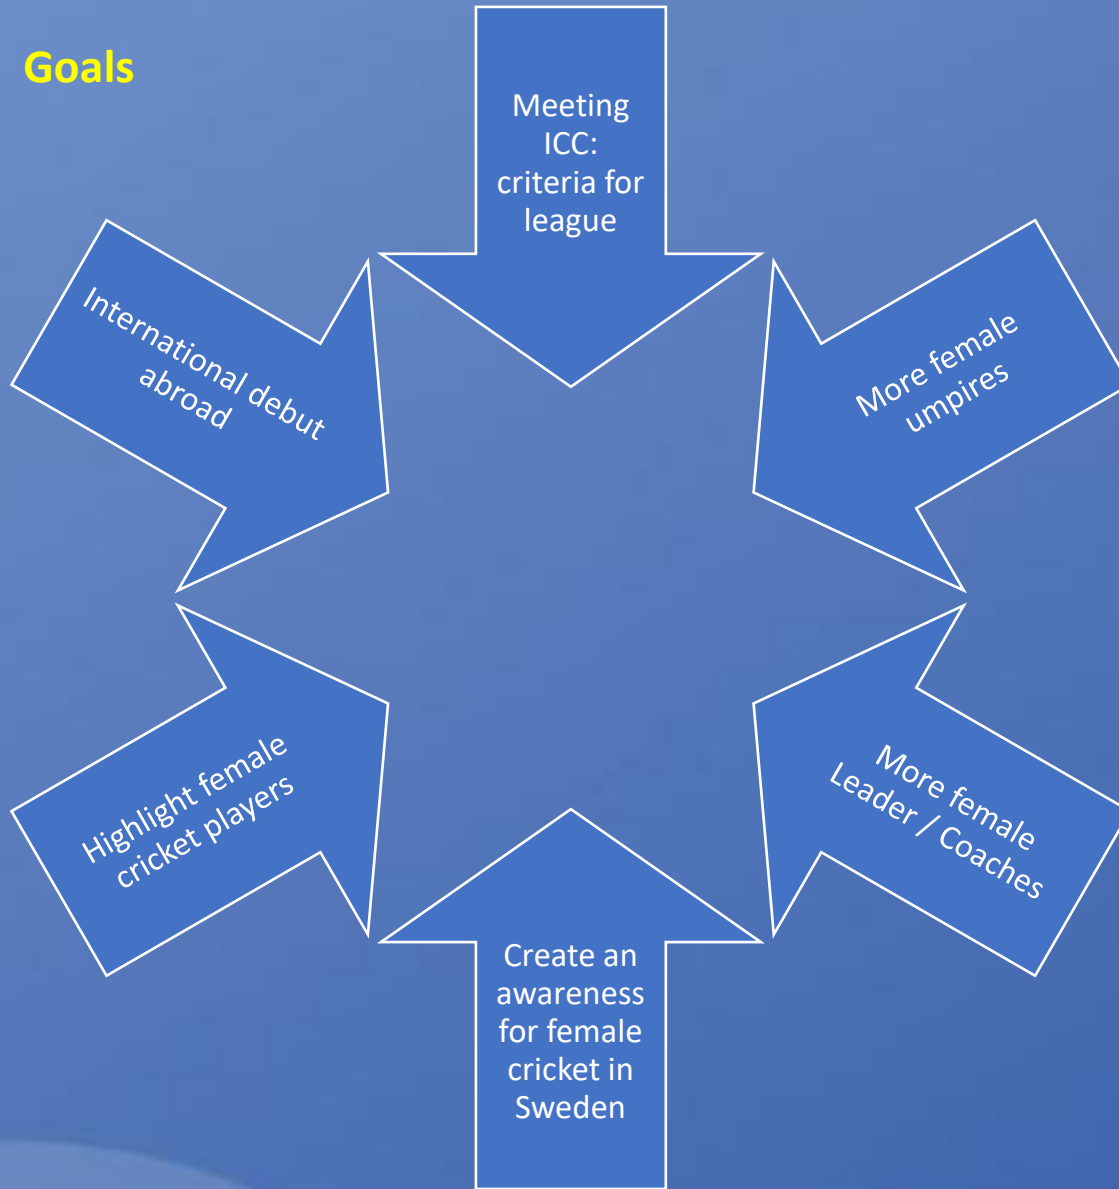 Goals
Meeting
ICC:
criteria for
league
More female
umpires
More female
Leader / Coaches
Create an
awareness
for female
cricket in
Sweden
Highlight female
cricket players
International debut
abroad